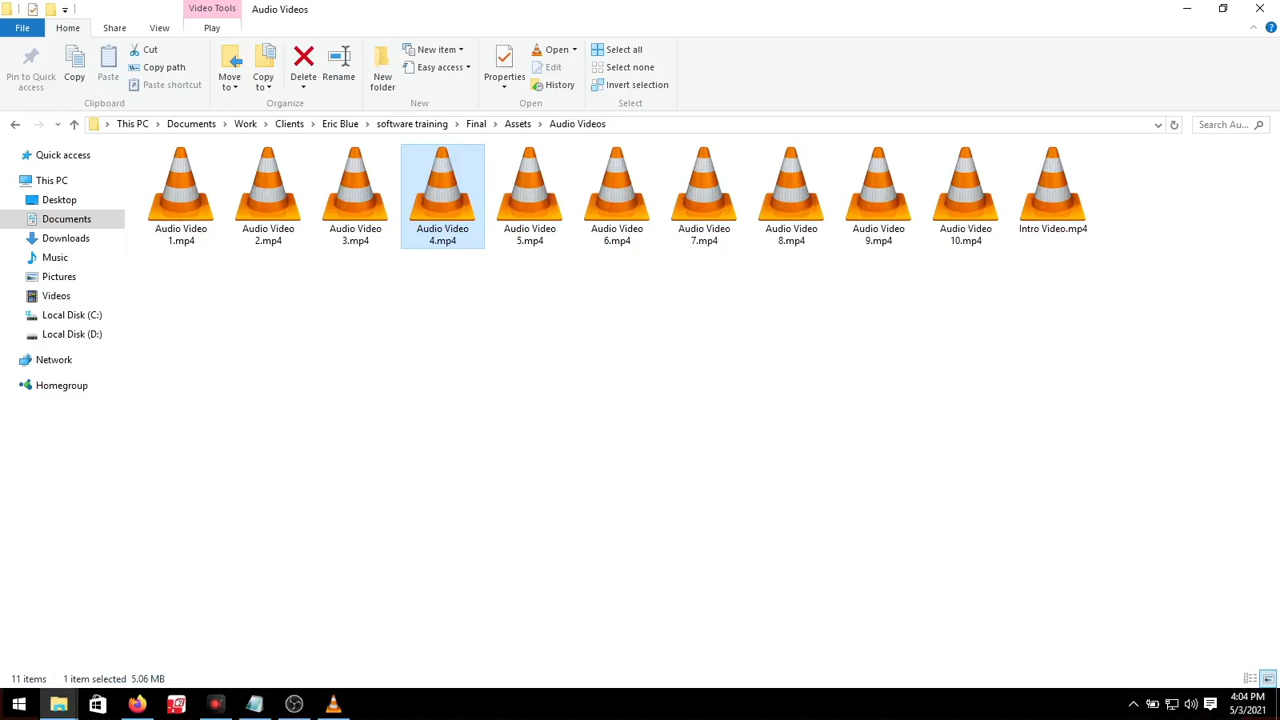 Video Tools
Audio Videos
File
Home
Share
View
Play
Pin to Quick
access
Copy
Paste
Cut
Copy path
Paste shortcut
Clipboard
Move
to
Copy
to
Delete
Rename
Organize
New
folder
New item
Easy access
New
Properties
Open
Edit
History
Open
Select all
Select none
Invert selection
Select
This PC
Documents
Work
Clients
Eric Blue
software training
Final
Assets
Audio Videos
Search Au...
Quick access
This PC
Desktop
Documents
Downloads
Music
Pictures
Videos
Local Disk (C:)
Local Disk (D:)
Network
Homegroup
Audio Video
1.mp4
Audio Video
2.mp4
Audio Video
3.mp4
Audio Video
4.mp4
Audio Video
5.mp4
Audio Video
6.mp4
Audio Video
7.mp4
Audio Video
8.mp4
Audio Video
9.mp4
Audio Video
10.mp4
Intro Video.mp4
11 items
1 item selected 5.06 MB
4:04 PM
5/3/2021